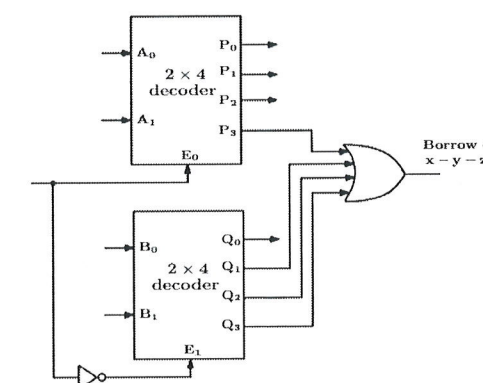 A₀
P₀
P₁
2 × 4
decoder
P₂
A₁
P₃
E₀
Borrow
x – y – z
B₀
Q₀
2 × 4
decoder
Q₁
Q₂
B₁
Q₃
E₁